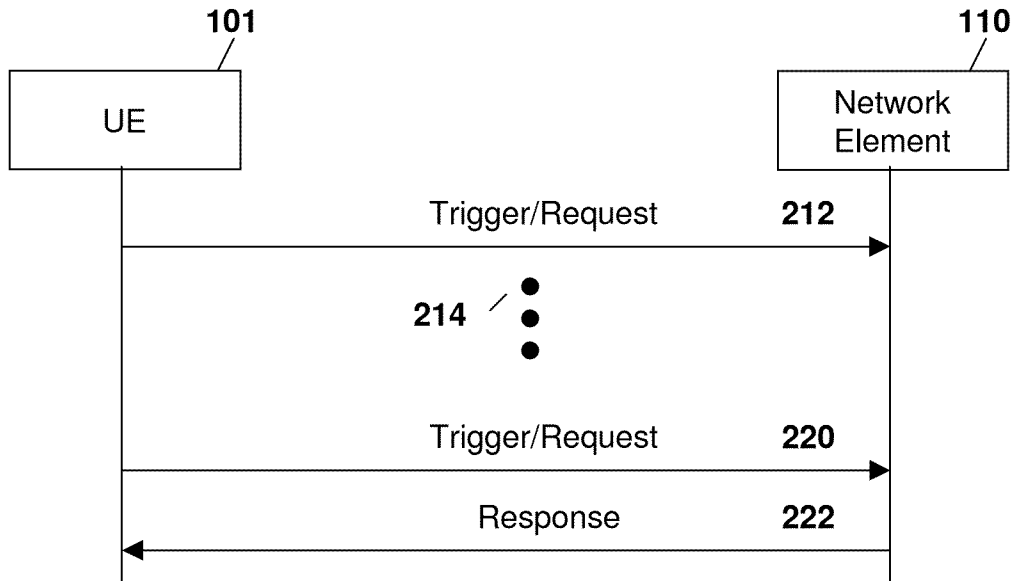 101
110
UE
Network
Element
Trigger/Request 212
214
Trigger/Request 220
Response 222